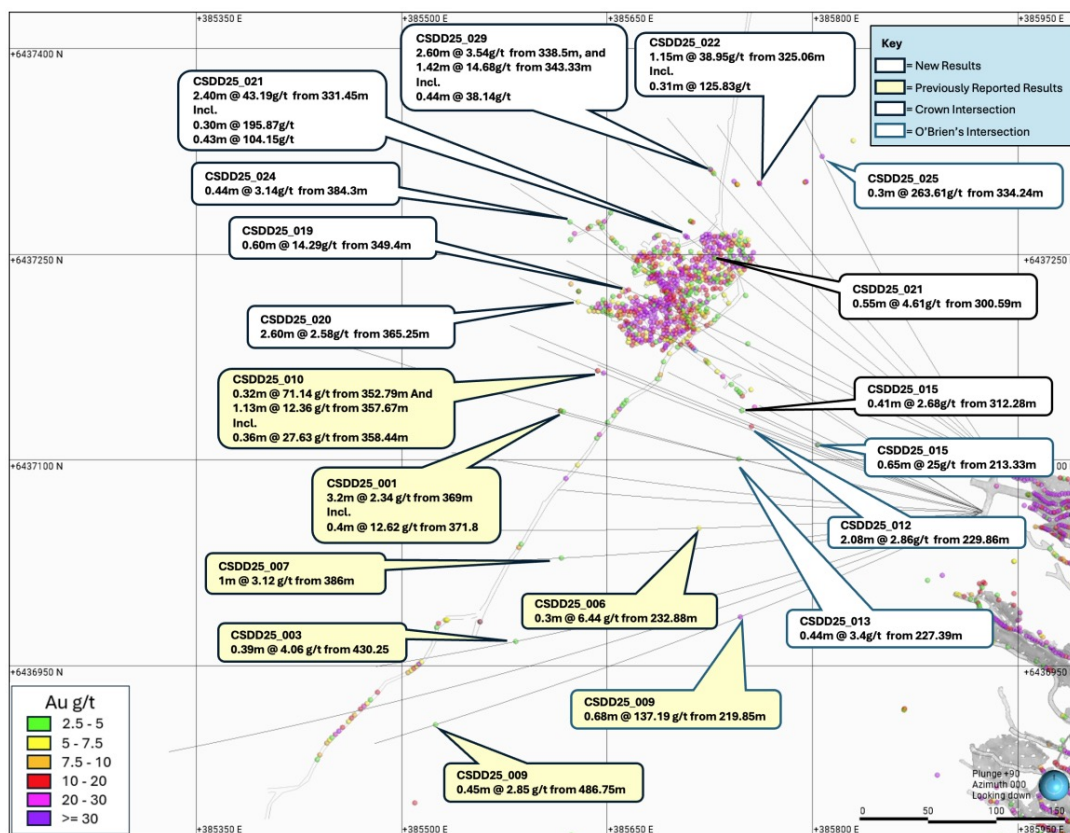 +385350 E
+385500 E
+385650 E
+385800 E
+385950 E
+6437400 N
CSDD25_029
2.60m @ 3.54g/t from 338.5m, and
1.42m @ 14.68g/t from 343.33m
Incl.
0.44m @ 38.14g/t
CSDD25_022
1.15m @ 38.95g/t from 325.06m
Incl.
0.31m @ 125.83g/t
Key
= New Results
= Previously Reported Results
= Crown Intersection
= O'Brien's Intersection
CSDD25_021
2.40m @ 43.19g/t from 331.45m
Incl.
0.30m @ 195.87g/t
0.43m @ 104.15g/t
CSDD25_024
0.44m @ 3.14g/t from 384.3m
CSDD25_025
0.3m @ 263.61g/t from 334.24m
CSDD25_019
0.60m @ 14.29g/t from 349.4m
+6437250 N
+6437250
CSDD25_021
0.55m @ 4.61g/t from 300.59m
CSDD25_020
2.60m @ 2.58g/t from 365.25m
CSDD25_010
0.32m @ 71.14 g/t from 352.79m And
1.13m @ 12.36 g/t from 357.67m
Incl.
0.36m @ 27.63 g/t from 358.44m
CSDD25_015
0.41m @ 2.68g/t from 312.28m
CSDD25_015
0.65m @ 25g/t from 213.33m
+6437100 N
00
CSDD25_001
3.2m @ 2.34 g/t from 369m
Incl.
0.4m @ 12.62 g/t from 371.8
CSDD25_012
2.08m @ 2.86g/t from 229.86m
CSDD25_007
1m @ 3.12 g/t from 386m
CSDD25_006
0.3m @ 6.44 g/t from 232.88m
CSDD25_013
0.44m @ 3.4g/t from 227.39m
CSDD25_003
0.39m @ 4.06 g/t from 430.25
+6436950 N
+6436950
CSDD25_009
0.68m @ 137.19 g/t from 219.85m
CSDD25_009
0.45m @ 2.85 g/t from 486.75m
Au g/t
2.5 - 5
5 - 7.5
7.5 - 10
10 - 20
20 - 30
>= 30
Plunge +90
Azimuth 000
Looking down
0
50
100
150
+385350 E
+385500 E
+385650 E
+385800 E
+385950 E